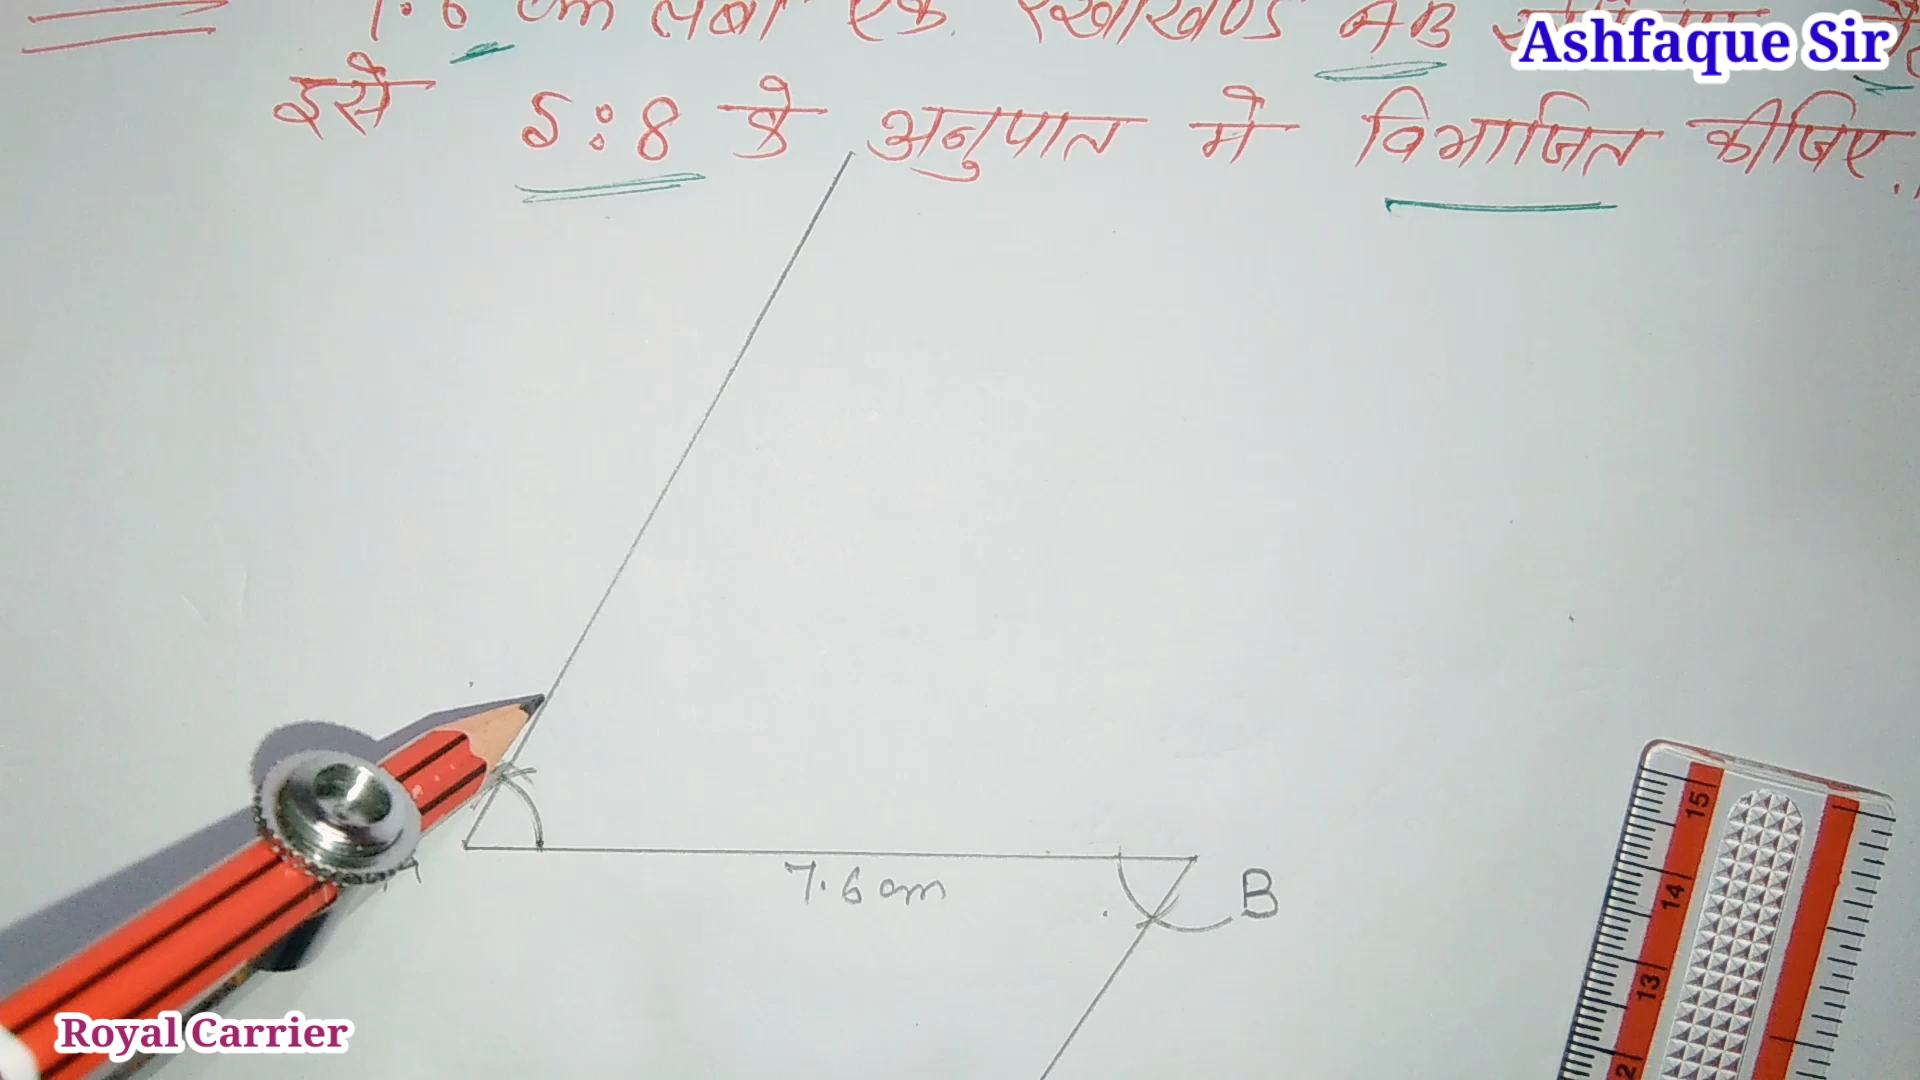 7.6 cm लंबा एक रेखाखण्ड AB
Ashfaque Sir
इसे 5:8 के अनुपात में विभाजित कीजिए.
7.6 cm
B
15
14
13
Royal Carrier